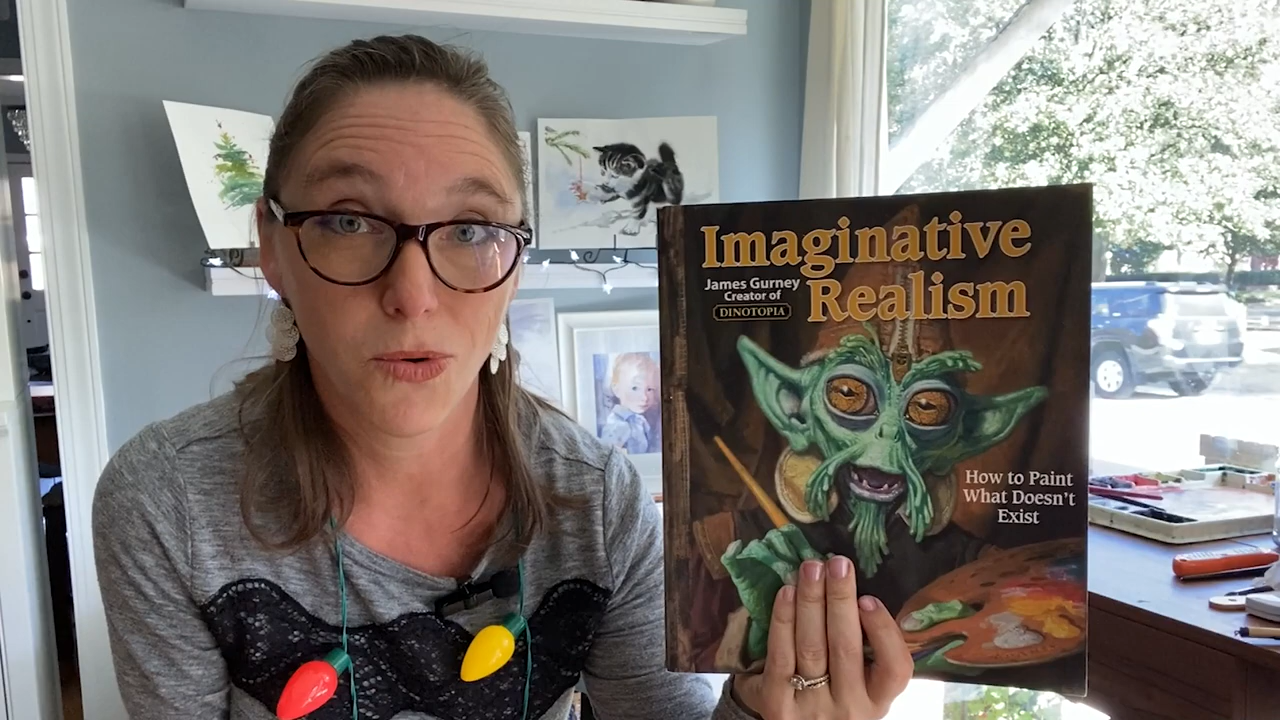 Imaginative
James Gurney
Creator of
DINOTOPIA
Realism
How to Paint
What Doesn't
Exist